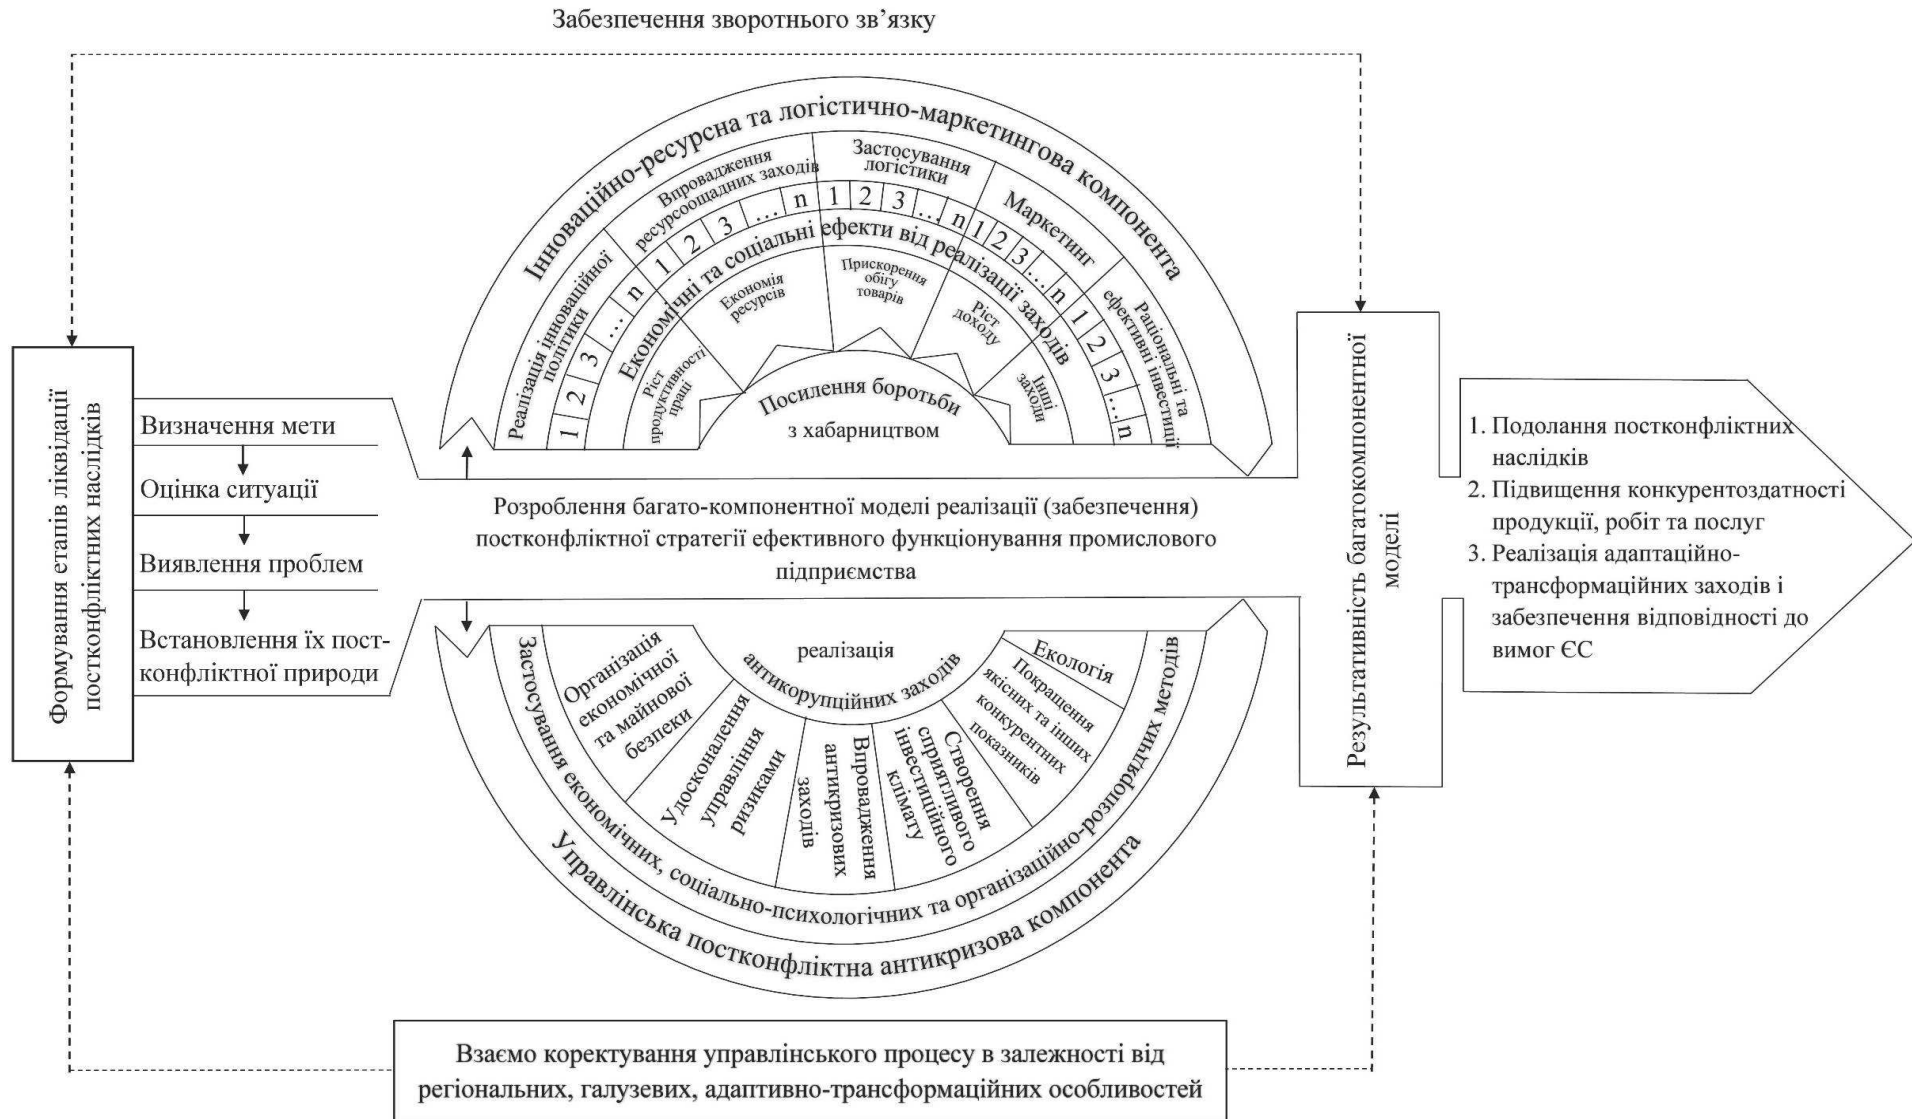 Забезпечення зворотнього зв’язку
Інноваційно-ресурсна та логістично-маркетингова компонента
Реалізація інноваційної
політики
Впровадження
ресурсоощадних заходів
Застосування
логістики
Маркетинг
Раціональні та
ефективні інвестиції
1 2 3 ... n
1 2 3 ... n
1 2 3 ... n
1 2 3 ... n
1 2 3 ... n
Економічні та соціальні ефекти від реалізації заходів
Ріст
продуктивності
праці
Економія
ресурсів
Прискорення
обігу
товарів
Ріст
доходу
Інші
заходи
Посилення боротьби
з хабарництвом
Формування етапів ліквідації
постконфліктних наслідків
Визначення мети
Оцінка ситуації
Виявлення проблем
Встановлення їх пост-
конфліктної природи
Розроблення багато-компонентної моделі реалізації (забезпечення)
постконфліктної стратегії ефективного функціонування промислового
підприємства
Результативність багатокомпонентної
моделі
1. Подолання постконфліктних
наслідків
2. Підвищення конкурентоздатності
продукції, робіт та послуг
3. Реалізація адаптаційно-
трансформаційних заходів і
забезпечення відповідності до
вимог ЄС
реалізація
антикорупційних заходів
Організація
економічної
та майнової
безпеки
Удосконалення
управління
ризиками
Впровадження
антикризових
заходів
Створення
сприятливого
інвестиційного
клімату
Покращення
якісних та інших
конкурентних
показників
Екологія
Застосування економічних, соціально-психологічних та організаційно-розпорядчих методів
Управлінська постконфліктна антикризова компонента
Взаємо коректування управлінського процесу в залежності від
регіональних, галузевих, адаптивно-трансформаційних особливостей